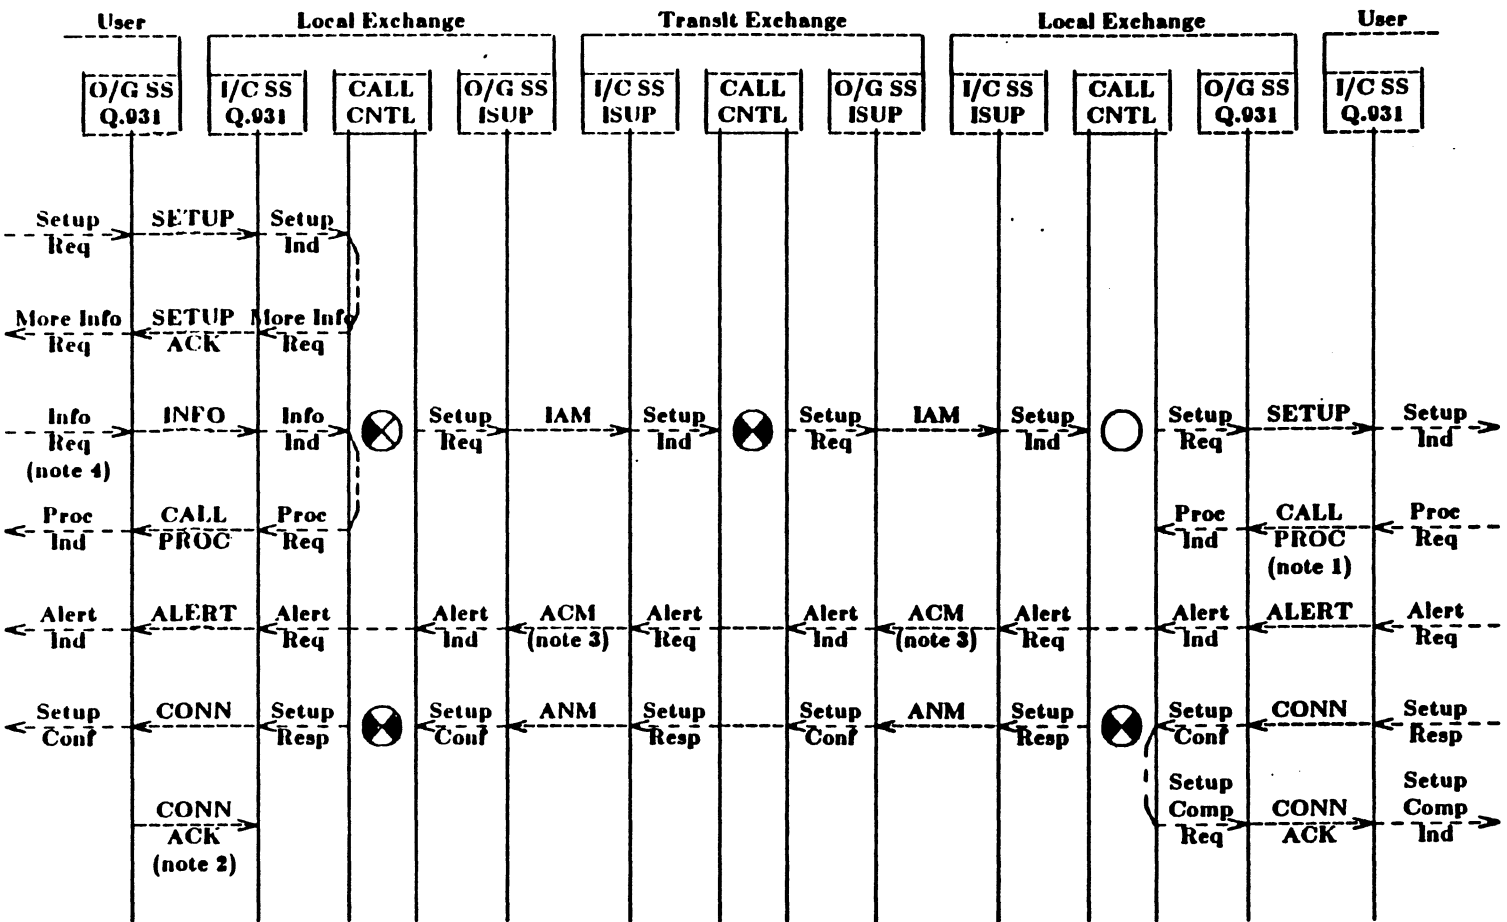 User Local Exchange Transit Exchange Local Exchange User
O/G SS I/C SS CALL O/G SS I/C SS CALL O/G SS I/C SS CALL O/G SS I/C SS
Q.931 Q.931 CNTL ISUP ISUP CNTL ISUP ISUP CNTL Q.931 Q.931
Setup SETUP Setup
Req Ind
More Info SETUP More Info
Req ACK Req
Info INFO Info Setup IAM Setup Setup IAM Setup Setup SETUP Setup
Req Ind Req Ind Req Ind Req Ind
(note 4)
Proc CALL Proc Proc CALL Proc
Ind PROC Req Ind PROC Req
(note 1)
Alert ALERT Alert Alert ACM Alert Alert ACM Alert Alert ALERT Alert
Ind Req Ind (note 3) Req Ind (note 3) Req Ind Req
Setup CONN Setup Setup ANM Setup Setup ANM Setup Setup CONN Setup
Conf Resp Conf Resp Conf Resp Conf Resp
Setup Setup
CONN Comp CONN Comp
ACK Req ACK Ind
(note 2)